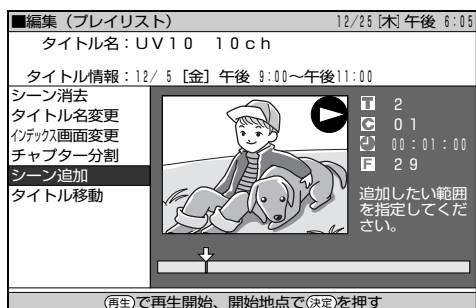 ■編集（プレイリスト） 12/25[木]午後 6:05
タイトル名：UV10 10ch
タイトル情報：12/ 5 [金] 午後 9:00～午後11:00
シーン消去
タイトル名変更
インデックス画面変更
チャプター分割
シーン追加
タイトル移動
T 2
C 01
00：01：00
F 29
追加したい範囲
を指定してくだ
さい。
再生で再生開始、開始地点で決定を押す